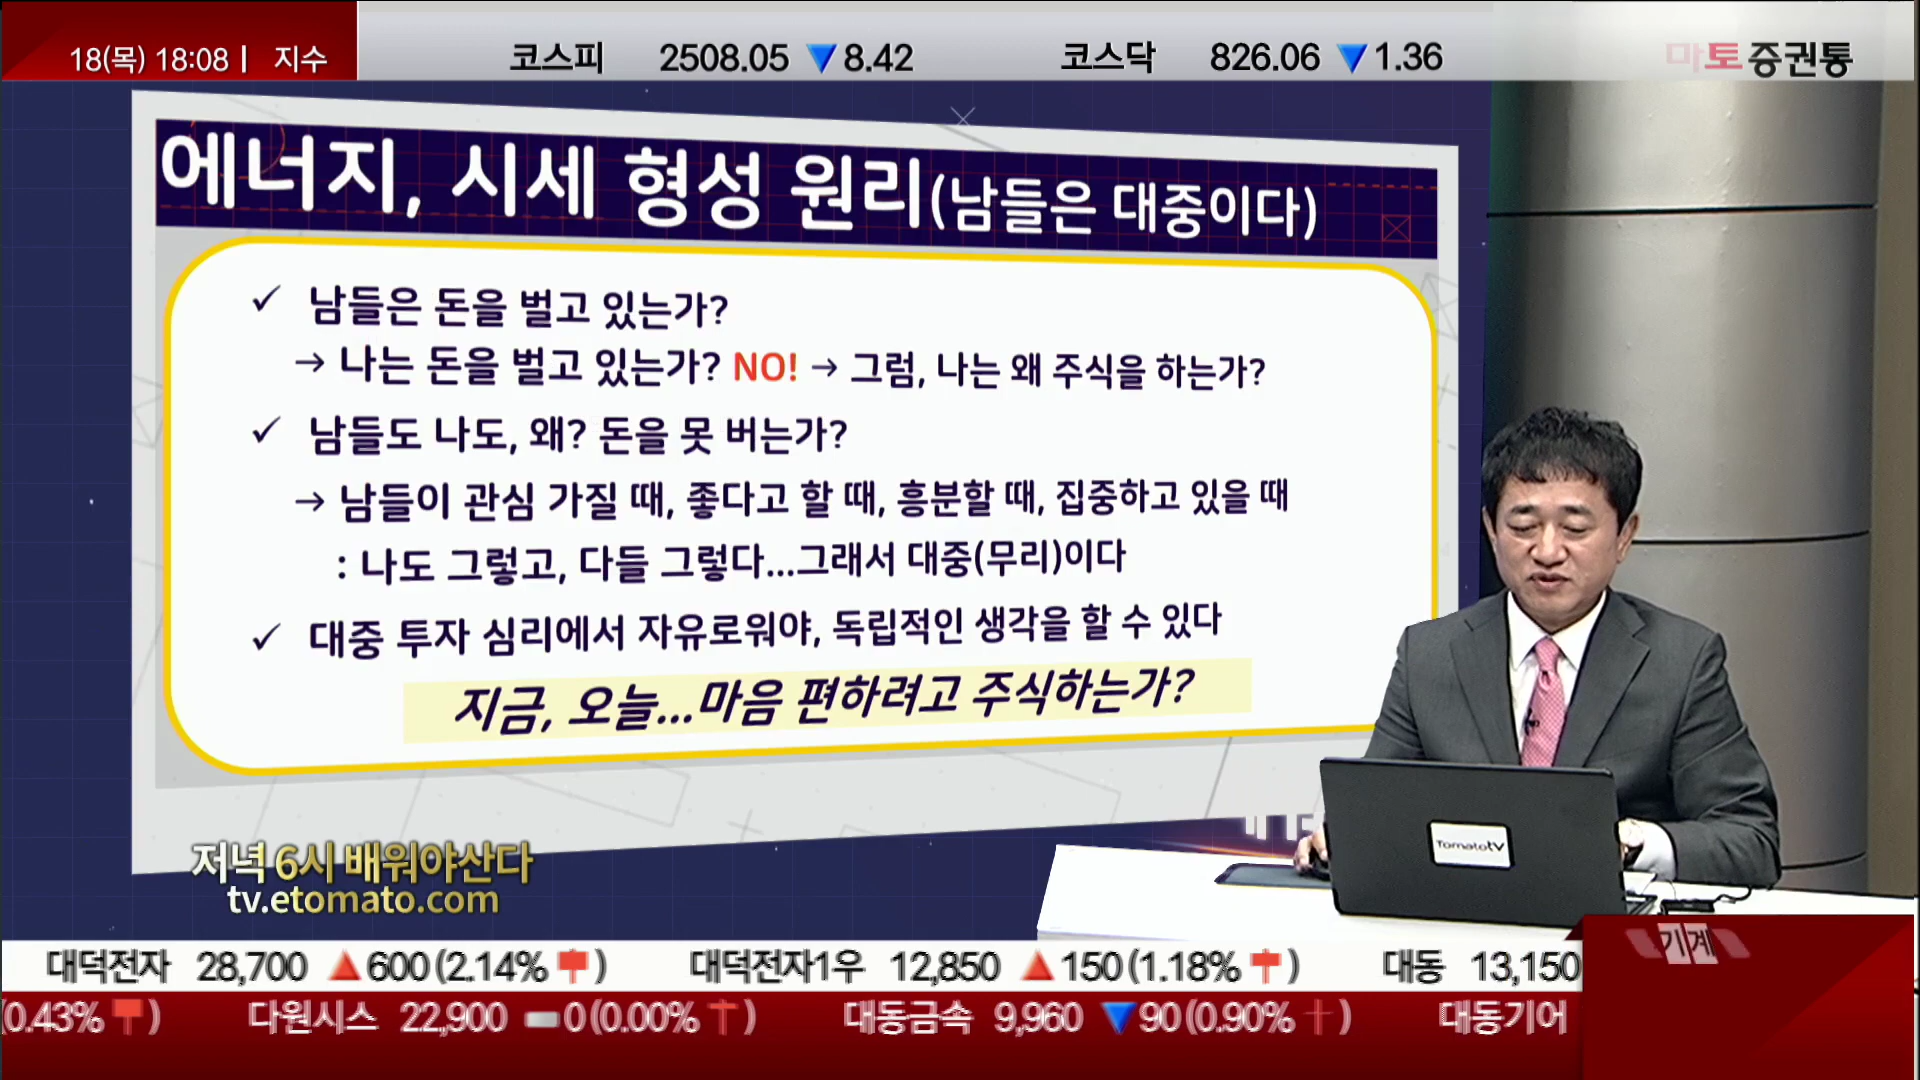 18(목) 18:08 | 지수
코스피 2508.05 ▼8.42
코스닥 826.06 ▼1.36
토 증권통
에너지, 시세 형성 원리(남들은 대중이다)
✓ 남들은 돈을 벌고 있는가?
→ 나는 돈을 벌고 있는가? NO! → 그럼, 나는 왜 주식을 하는가?
✓ 남들도 나도, 왜? 돈을 못 버는가?
→ 남들이 관심 가질 때, 좋다고 할 때, 흥분할 때, 집중하고 있을 때
: 나도 그렇고, 다들 그렇다...그래서 대중(무리)이다
✓ 대중 투자 심리에서 자유로워야, 독립적인 생각을 할 수 있다
지금, 오늘...마음 편하려고 주식하는가?
TomatoTV
저녁 6시 배워야산다
tv.etomato.com
대덕전자 28,700 ▲600(2.14%↑) 대덕전자1우 12,850 ▲150(1.18%↑) 대동 13,150
기계
(0.43%↑) 다원시스 22,900 0(0.00%↑) 대동금속 9,960 ▼90(0.90%) 대동기어